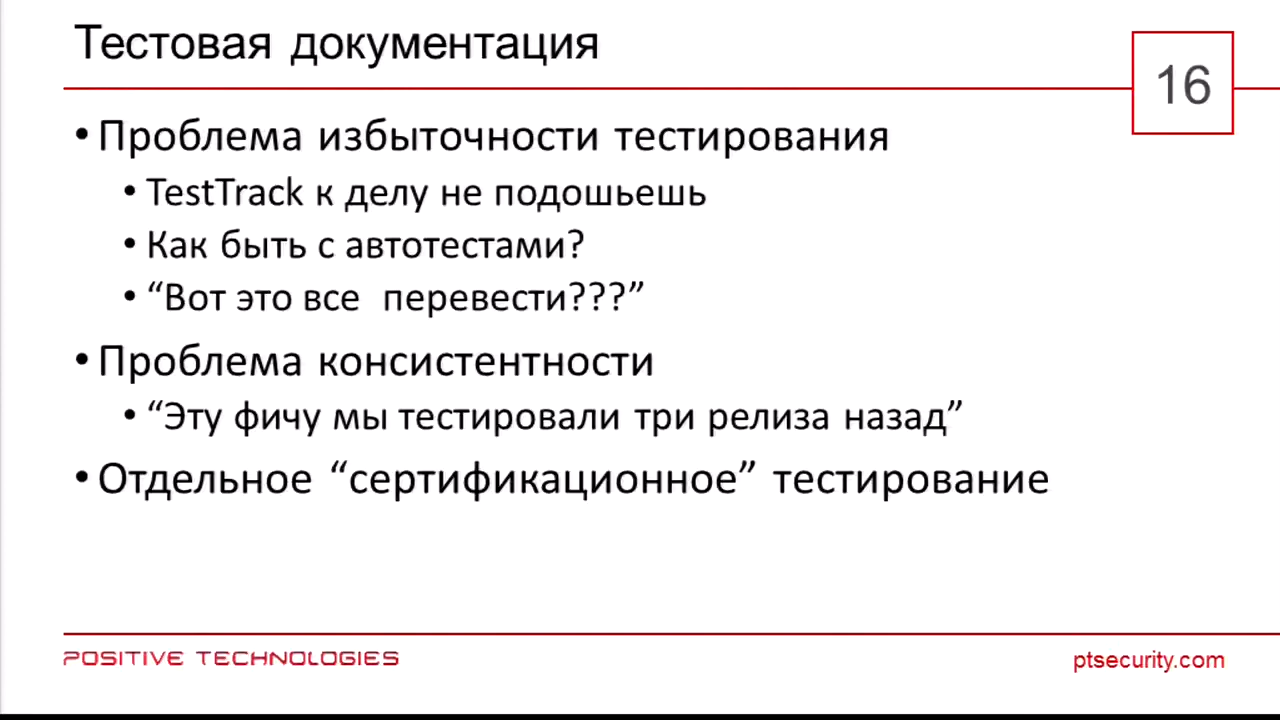 Тестовая документация
16
• Проблема избыточности тестирования
• TestTrack к делу не подошьешь
• Как быть с автотестами?
• “Вот это все  перевести???”
• Проблема консистентности
• “Эту фичу мы тестировали три релиза назад”
• Отдельное “сертификационное” тестирование
POSITIVE TECHNOLOGIES
ptsecurity.com